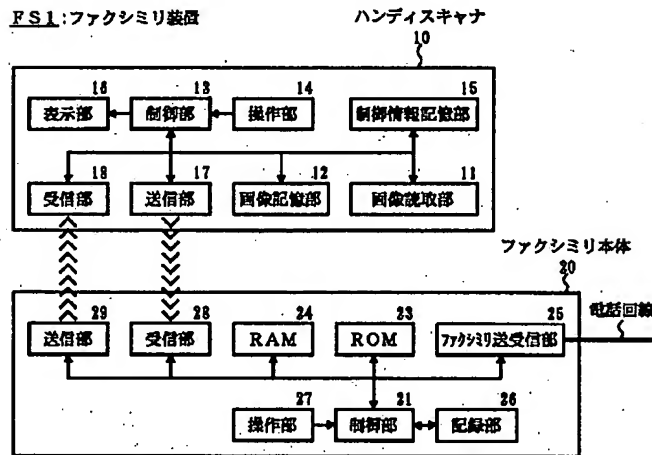 FS1:ファクシミリ装置
ハンディスキャナ
10
16 13 14 15
表示部 制御部 操作部 制御情報記憶部
18 17 12 11
受信部 送信部 画像記憶部 画像読取部
ファクシミリ本体
20
29 28 24 23 25
電話回線
送信部 受信部 RAM ROM ファクシミリ送受信部
27 21 26
操作部 制御部 記録部